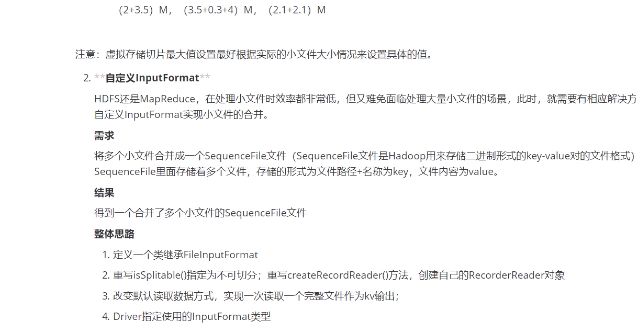 (2+3.5) M, (3.5+0.3+4) M, (2.1+2.1) M
注意：虚拟存储切片最大值设置最好根据实际的小文件大小情况来设置具体的值。
2. **自定义InputFormat**
HDFS还是MapReduce，在处理小文件时效率都非常低，但又难免面临处理大量小文件的场景，此时，就需要有相应解决方
自定义InputFormat实现小文件的合并。
需求
将多个小文件合并成一个SequenceFile文件（SequenceFile文件是Hadoop用来存储二进制形式的key-value对的文件格式）
SequenceFile里面存储着多个文件，存储的形式为文件路径+名称为key，文件内容为value。
结果
得到一个合并了多个小文件的SequenceFile文件
整体思路
1. 定义一个类继承FileInputFormat
2. 重写isSplitable()指定为不可切分；重写createRecordReader()方法，创建自己的RecorderReader对象
3. 改变默认读取数据方式，实现一次读取一个完整文件作为kv输出；
4. Driver指定使用的InputFormat类型